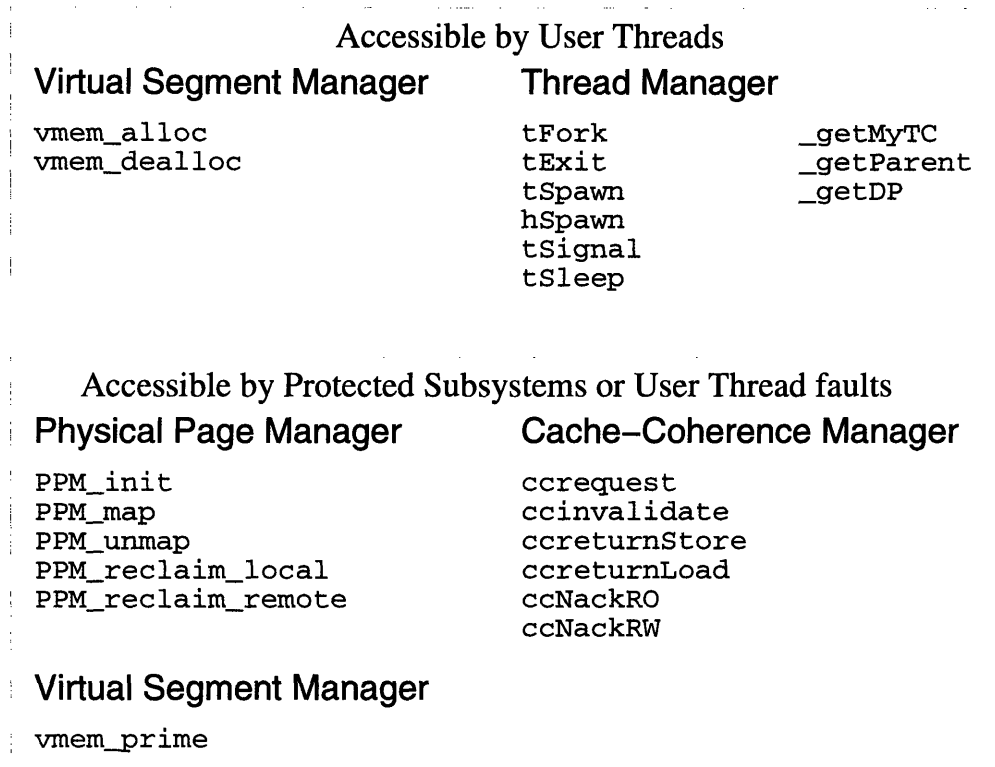 Accessible by User Threads
Virtual Segment Manager
vmem_alloc
vmem_dealloc
Thread Manager
tFork
tExit
tSpawn
hSpawn
tSignal
tSleep
_getMyTC
_getParent
_getDP
Accessible by Protected Subsystems or User Thread faults
Physical Page Manager
PPM_init
PPM_map
PPM_unmap
PPM_reclaim_local
PPM_reclaim_remote
Cache–Coherence Manager
ccrequest
ccinvalidate
ccreturnStore
ccreturnLoad
ccNackRO
ccNackRW
Virtual Segment Manager
vmem_prime